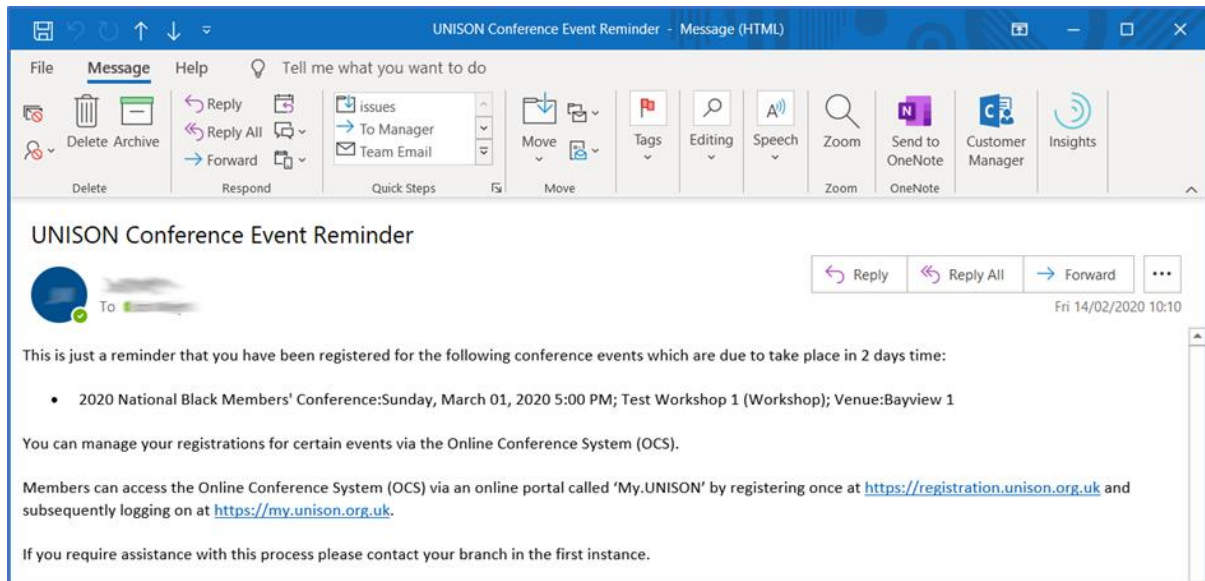 UNISON Conference Event Reminder - Message (HTML)
File Message Help Tell me what you want to do
Delete Archive
Reply
Reply All
Forward
issues
To Manager
Team Email
Move
Tags
Editing
Speech
Zoom
Send to OneNote
Customer Manager
Insights
Delete Respond Quick Steps Move Zoom OneNote
UNISON Conference Event Reminder
Reply Reply All Forward
To
Fri 14/02/2020 10:10
This is just a reminder that you have been registered for the following conference events which are due to take place in 2 days time:
• 2020 National Black Members' Conference:Sunday, March 01, 2020 5:00 PM; Test Workshop 1 (Workshop); Venue:Bayview 1
You can manage your registrations for certain events via the Online Conference System (OCS).
Members can access the Online Conference System (OCS) via an online portal called ‘My.UNISON’ by registering once at https://registration.unison.org.uk and
subsequently logging on at https://my.unison.org.uk.
If you require assistance with this process please contact your branch in the first instance.